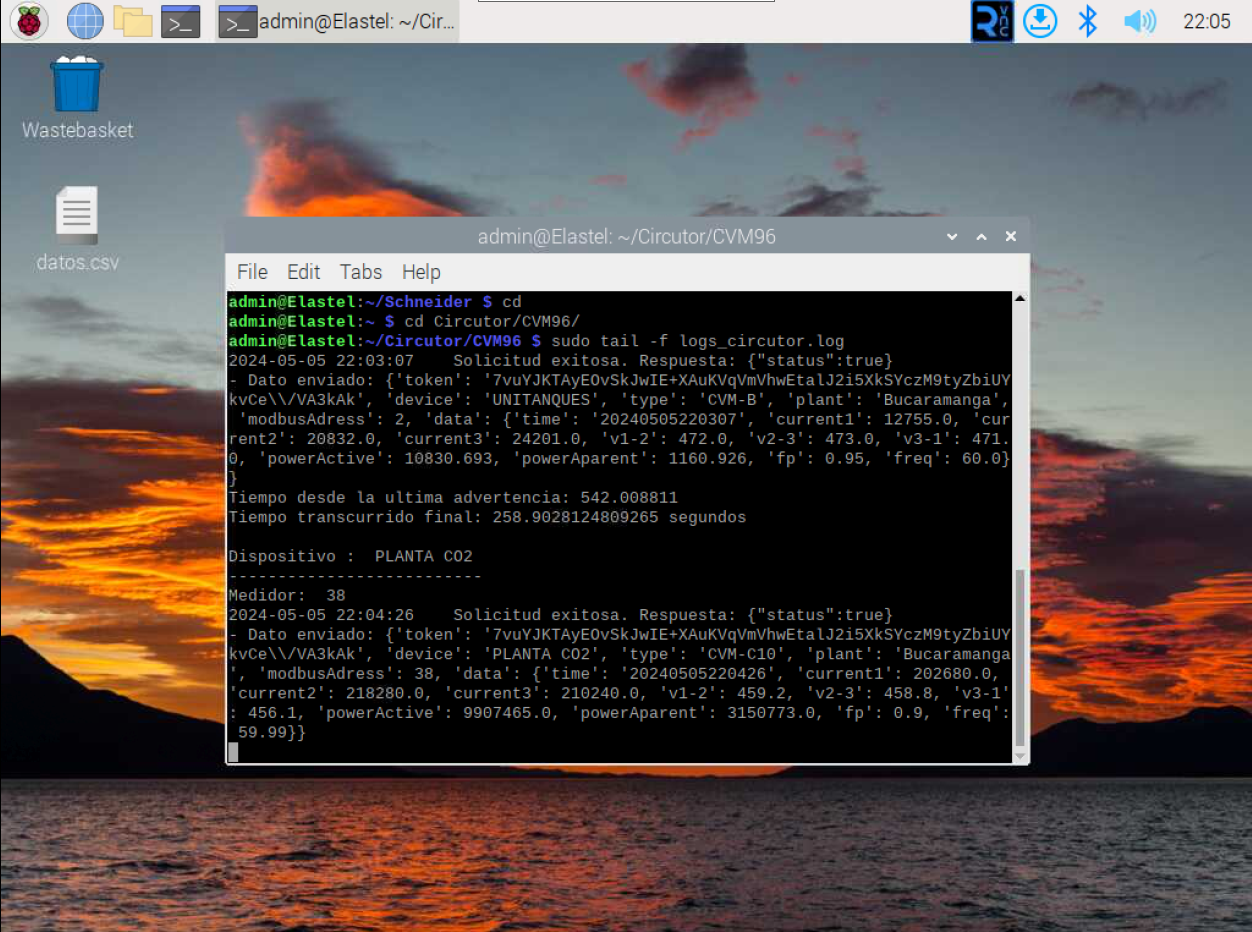 admin@Elastel: ~/Cir...
VNC
22:05
Wastebasket
datos.csv
admin@Elastel: ~/Circutor/CVM96
File Edit Tabs Help
admin@Elastel:~/Schneider $ cd
admin@Elastel:~ $ cd Circutor/CVM96/
admin@Elastel:~/Circutor/CVM96 $ sudo tail -f logs_circutor.log
2024-05-05 22:03:07    Solicitud exitosa. Respuesta: {"status":true}
- Dato enviado: {'token': '7vuYJKTAyEOvSkJwIE+XAuKVqVmVhwEtalJ2i5XkSYczM9tyZbiUY
kvCe\\/VA3kAk', 'device': 'UNITANQUES', 'type': 'CVM-B', 'plant': 'Bucaramanga',
 'modbusAdress': 2, 'data': {'time': '20240505220307', 'current1': 12755.0, 'cur
rent2': 20832.0, 'current3': 24201.0, 'v1-2': 472.0, 'v2-3': 473.0, 'v3-1': 471.
0, 'powerActive': 10830.693, 'powerAparent': 1160.926, 'fp': 0.95, 'freq': 60.0}
}
Tiempo desde la ultima advertencia: 542.008811
Tiempo transcurrido final: 258.9028124809265 segundos
Dispositivo :  PLANTA CO2
--------------------------
Medidor:  38
2024-05-05 22:04:26    Solicitud exitosa. Respuesta: {"status":true}
- Dato enviado: {'token': '7vuYJKTAyEOvSkJwIE+XAuKVqVmVhwEtalJ2i5XkSYczM9tyZbiUY
kvCe\\/VA3kAk', 'device': 'PLANTA CO2', 'type': 'CVM-C10', 'plant': 'Bucaramanga
', 'modbusAdress': 38, 'data': {'time': '20240505220426', 'current1': 202680.0,
'current2': 218280.0, 'current3': 210240.0, 'v1-2': 459.2, 'v2-3': 458.8, 'v3-1'
: 456.1, 'powerActive': 9907465.0, 'powerAparent': 3150773.0, 'fp': 0.9, 'freq':
 59.99}}